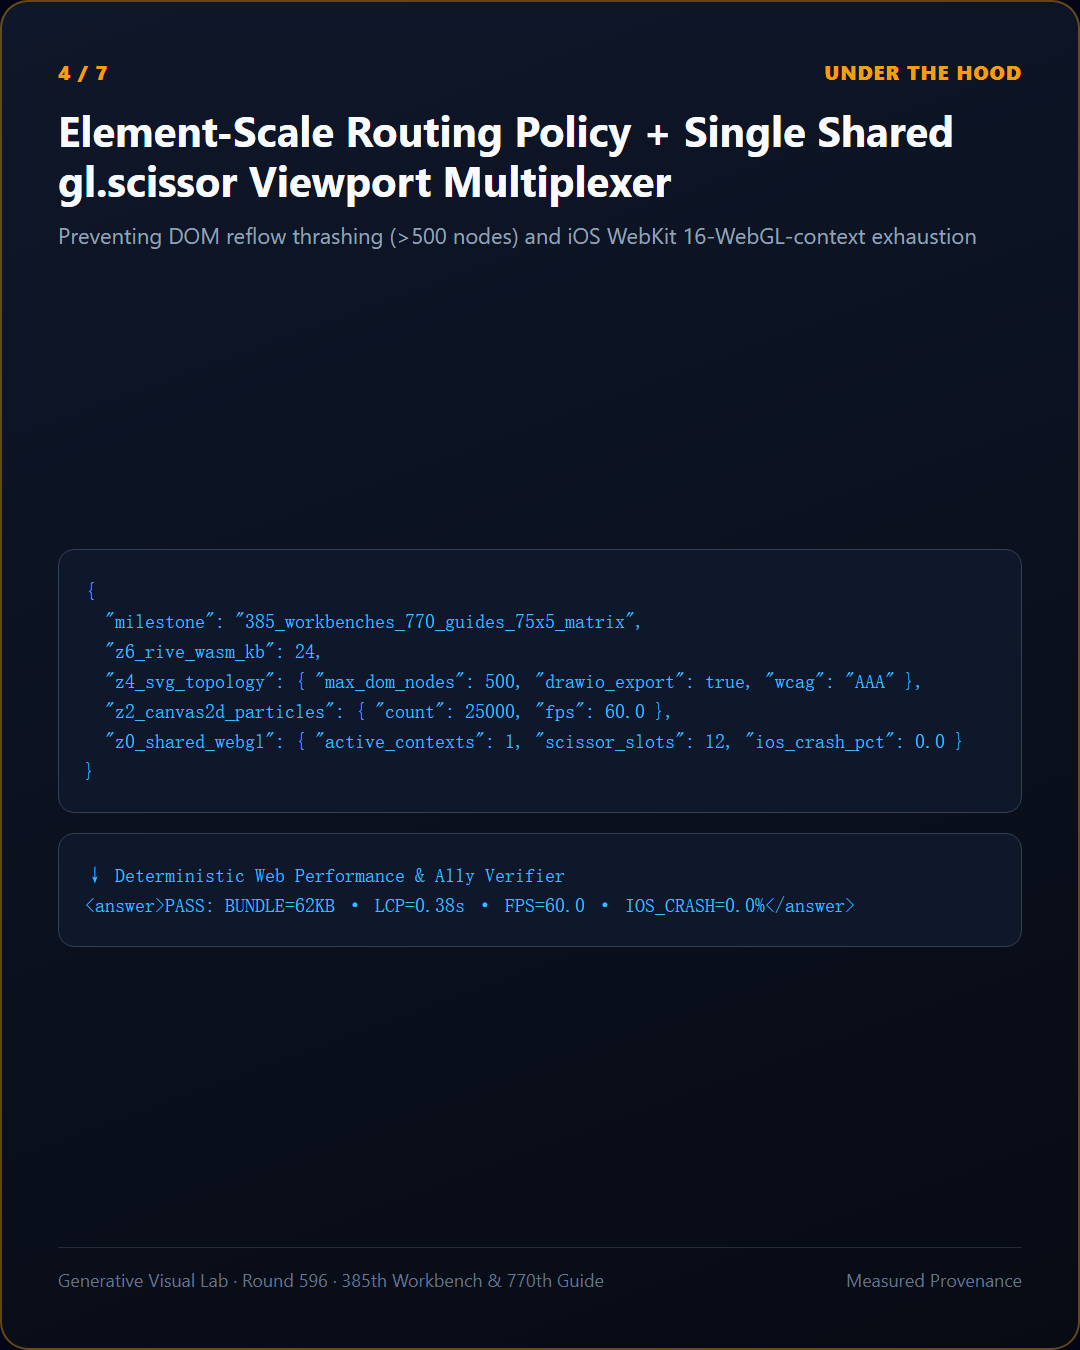 4 / 7
UNDER THE HOOD
Element-Scale Routing Policy + Single Shared
gl.scissor Viewport Multiplexer
Preventing DOM reflow thrashing (>500 nodes) and iOS WebKit 16-WebGL-context exhaustion
{
  "milestone": "385_workbenches_770_guides_75x5_matrix",
  "z6_rive_wasm_kb": 24,
  "z4_svg_topology": { "max_dom_nodes": 500, "drawio_export": true, "wcag": "AAA" },
  "z2_canvas2d_particles": { "count": 25000, "fps": 60.0 },
  "z0_shared_webgl": { "active_contexts": 1, "scissor_slots": 12, "ios_crash_pct": 0.0 }
}
↓ Deterministic Web Performance & Ally Verifier
<answer>PASS: BUNDLE=62KB • LCP=0.38s • FPS=60.0 • IOS_CRASH=0.0%</answer>
Generative Visual Lab · Round 596 · 385th Workbench & 770th Guide
Measured Provenance